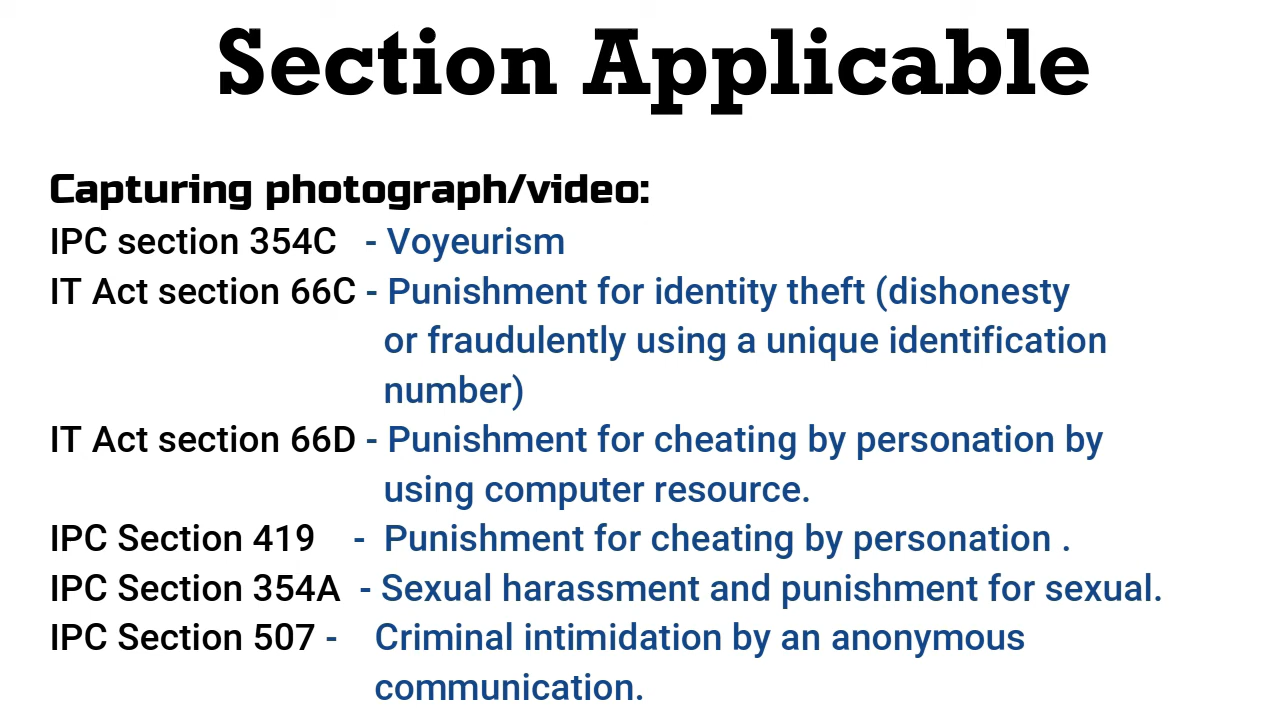 Section Applicable
Capturing photograph/video:
IPC section 354C - Voyeurism
IT Act section 66C - Punishment for identity theft (dishonesty
or fraudulently using a unique identification
number)
IT Act section 66D - Punishment for cheating by personation by
using computer resource.
IPC Section 419 - Punishment for cheating by personation .
IPC Section 354A - Sexual harassment and punishment for sexual.
IPC Section 507 - Criminal intimidation by an anonymous
communication.